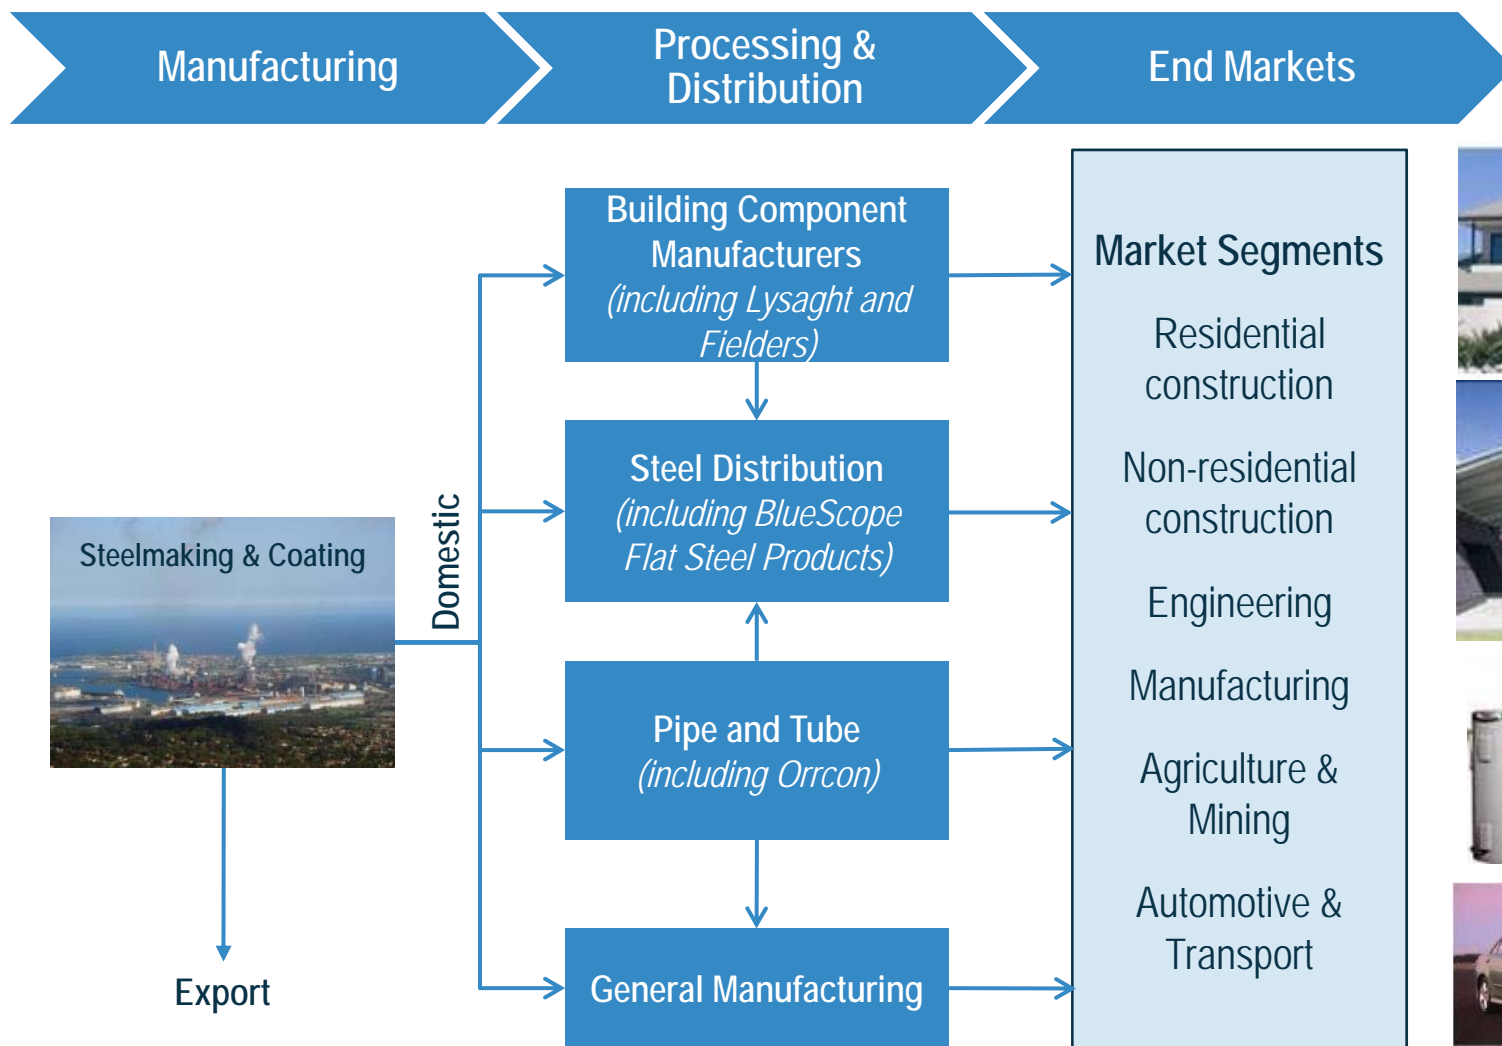 Manufacturing
Processing &
Distribution
End Markets
Building Component
Manufacturers
(including Lysaght and
Fielders)
Steel Distribution
(including BlueScope
Flat Steel Products)
Pipe and Tube
(including Orrcon)
General Manufacturing
Steelmaking & Coating
Domestic
Export
Market Segments
Residential
construction
Non-residential
construction
Engineering
Manufacturing
Agriculture &
Mining
Automotive &
Transport